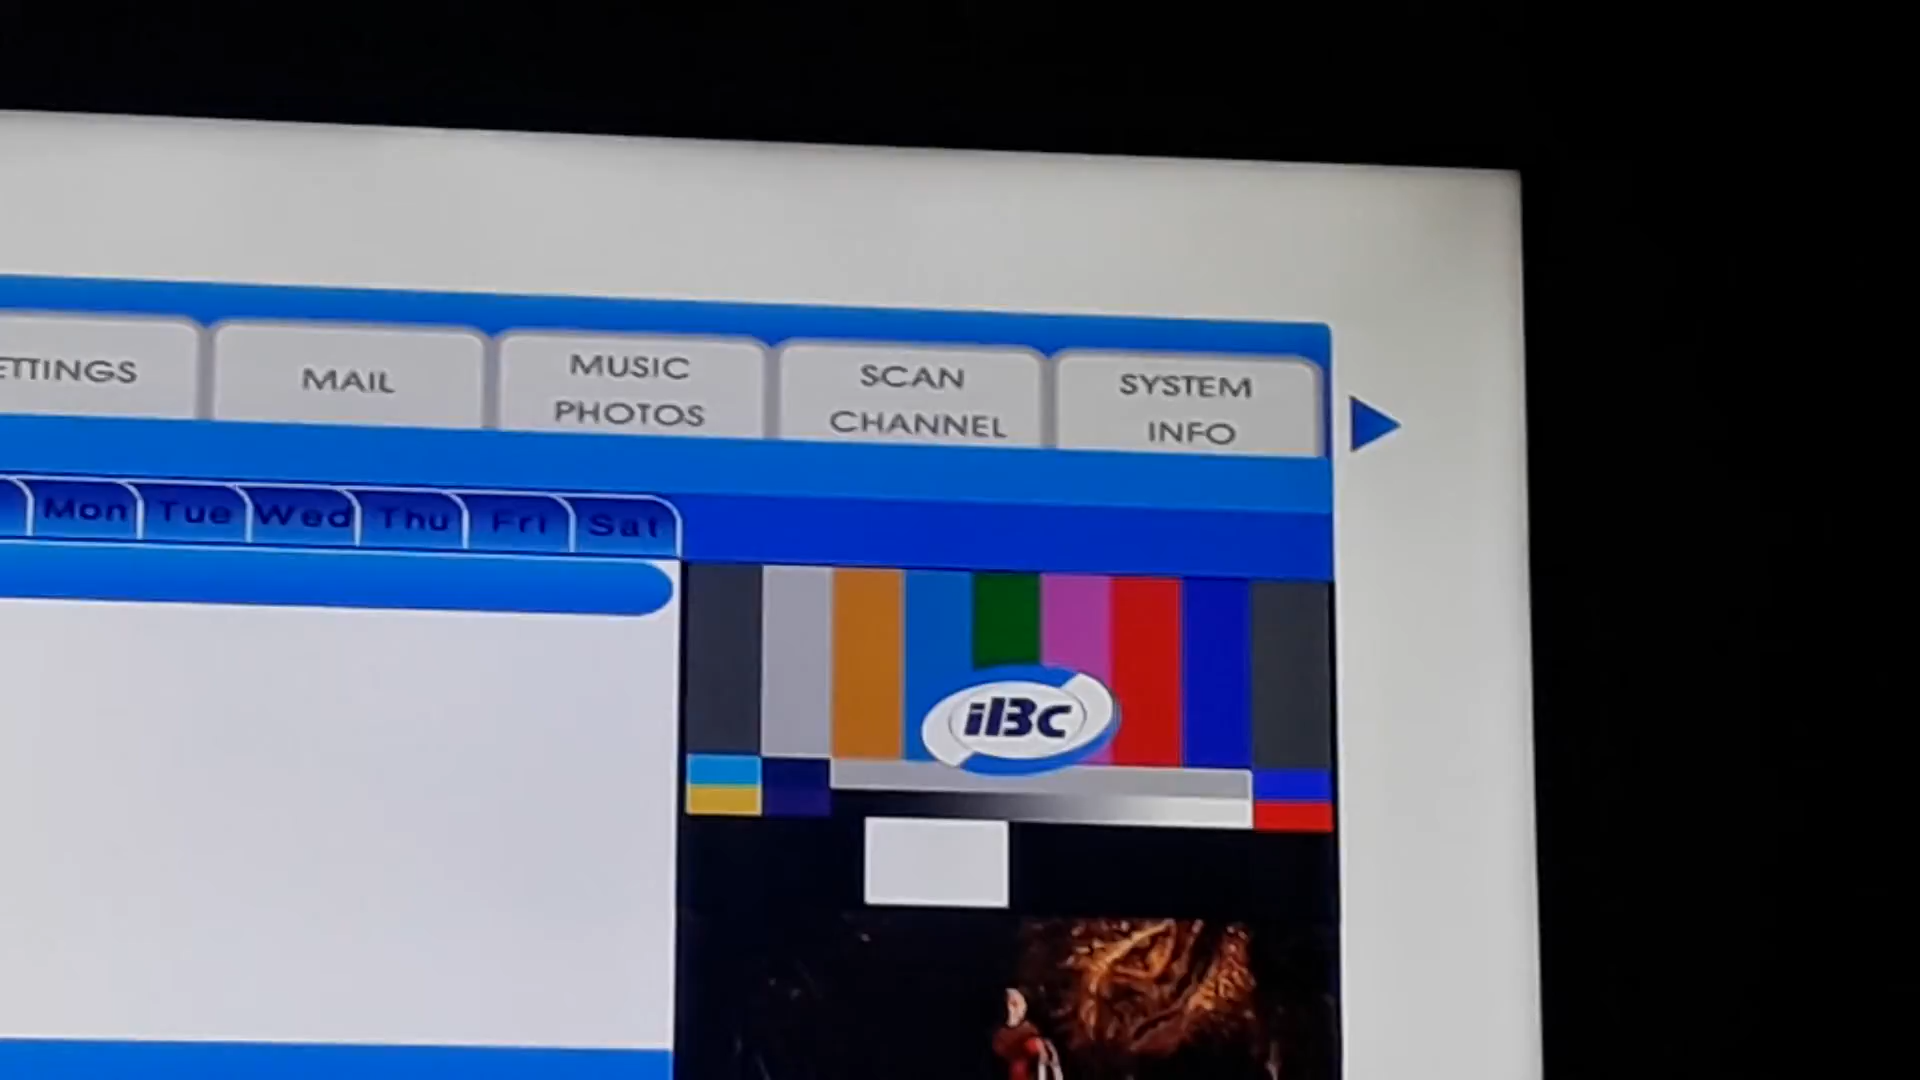 ETTINGS
MAIL
MUSIC
PHOTOS
SCAN
CHANNEL
SYSTEM
INFO
Mon Tue Wed Thu Fri Sat
iBC